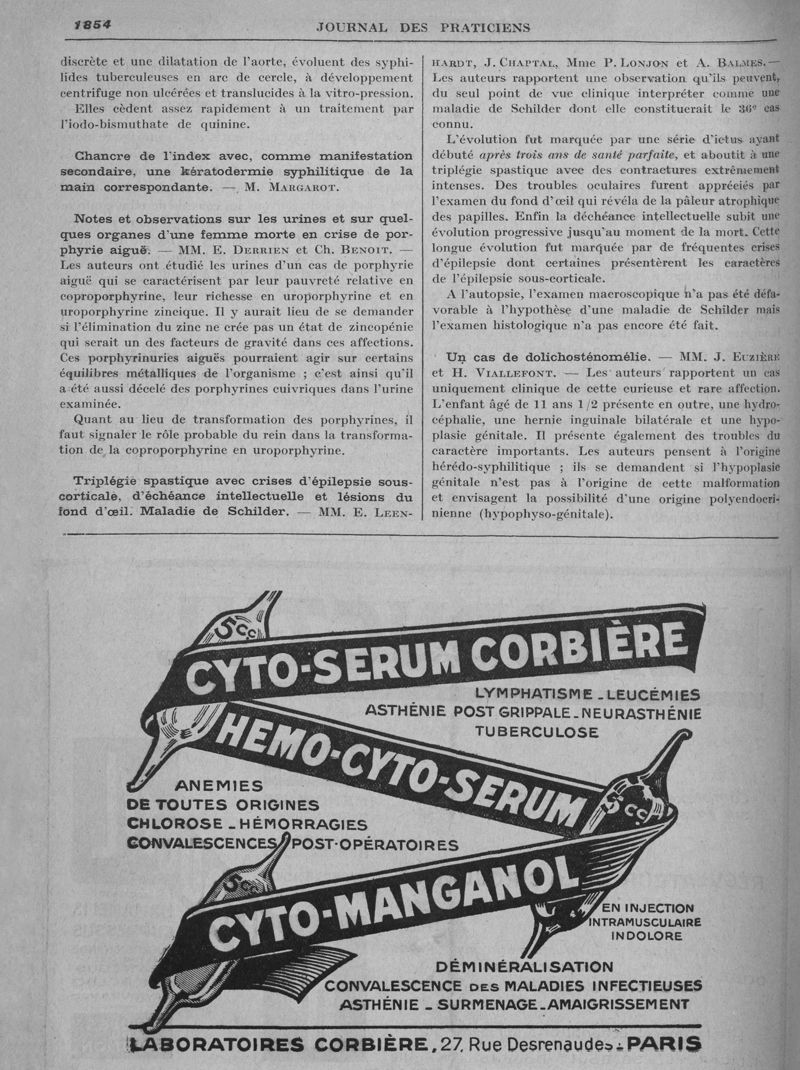 1854
JOURNAL DES PRATICIENS
discrète et une dilatation de l'aorte, évoluent des syphi-
lides tuberculeuses en arc de cercle, à développement
centrifuge non ulcérées et translucides à la vitro-pression.
Elles cèdent assez rapidement à un traitement par
l'iodo-bismuthate de quinine.
Chancre de l'index avec, comme manifestation
secondaire, une kératodermie syphilitique de la
main correspondante. — M. MARGAROT.
Notes et observations sur les urines et sur quel-
ques organes d'une femme morte en crise de por-
phyrie aiguë. — MM. E. DERRIEN et Ch. BENOIT. —
Les auteurs ont étudié les urines d'un cas de porphyrie
aiguë qui se caractérisent par leur pauvreté relative en
coproporphyrine, leur richesse en uroporphyrine et en
uroporphyrine zincique. Il y aurait lieu de se demander
si l'élimination du zinc ne crée pas un état de zincopénie
qui serait un des facteurs de gravité dans ces affections.
Ces porphyrinuries aiguës pourraient agir sur certains
équilibres métalliques de l'organisme ; c'est ainsi qu'il
a été aussi décelé des porphyrines cuivriques dans l'urine
examinée.
Quant au lieu de transformation des porphyrines, il
faut signaler le rôle probable du rein dans la transforma-
tion de la coproporphyrine en uroporphyrine.
Triplégie spastique avec crises d'épilepsie sous-
corticale, d'échéance intellectuelle et lésions du
fond d'œil. Maladie de Schilder. — MM. E. LEEN-
HARDT, J. CHAPTAL, Mme P. LONJON et A. BALMES. —
Les auteurs rapportent une observation qu'ils peuvent,
du seul point de vue clinique interpréter comme une
maladie de Schilder dont elle constituerait le 36e cas
connu.
L'évolution fut marquée par une série d'ictus ayant
débuté après trois ans de santé parfaite, et aboutit à une
triplégie spastique avec des contractures extrêmement
intenses. Des troubles oculaires furent appréciés par
l'examen du fond d'œil qui révéla de la pâleur atrophique
des papilles. Enfin la déchéance intellectuelle subit une
évolution progressive jusqu'au moment de la mort. Cette
longue évolution fut marquée par de fréquentes crises
d'épilepsie dont certaines présentèrent les caractères
de l'épilepsie sous-corticale.
A l'autopsie, l'examen macroscopique n'a pas été défa-
vorable à l'hypothèse d'une maladie de Schilder mais
l'examen histologique n'a pas encore été fait.
Un cas de dolichosténomélie. — MM. J. EUZIÈRE
et H. VIALLEFONT. — Les auteurs rapportent un cas
uniquement clinique de cette curieuse et rare affection.
L'enfant âgé de 11 ans 1/2 présente en outre, une hydro-
céphalie, une hernie inguinale bilatérale et une hypo-
plasie génitale. Il présente également des troubles du
caractère importants. Les auteurs pensent à l'origine
hérédo-syphilitique ; ils se demandent si l'hypoplasie
génitale n'est pas à l'origine de cette malformation
et envisagent la possibilité d'une origine polyendocri-
nienne (hypophyso-génitale).
5cc
CYTO-SERUM CORBIÈRE
LYMPHATISME - LEUCÉMIES
ASTHÉNIE POST GRIPPALE - NEURASTHÉNIE
TUBERCULOSE
HEMO-CYTO-SERUM
5cc
ANEMIES
DE TOUTES ORIGINES
CHLOROSE - HÉMORRAGIES
CONVALESCENCES POST-OPÉRATOIRES
5cc
CYTO-MANGANOL
EN INJECTION
INTRAMUSCULAIRE
INDOLORE
DÉMINÉRALISATION
CONVALESCENCE DES MALADIES INFECTIEUSES
ASTHÉNIE - SURMENAGE - AMAIGRISSEMENT
LABORATOIRES CORBIÈRE, 27, Rue Desrenaudes - PARIS